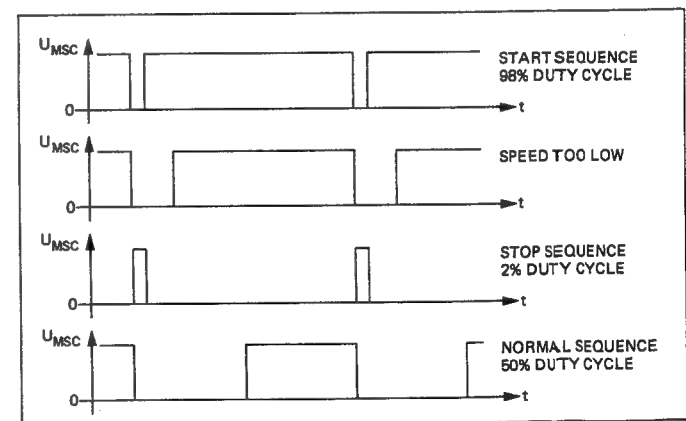 UMSC
START SEQUENCE
98% DUTY CYCLE
0
t
UMSC
SPEED TOO LOW
0
t
UMSC
STOP SEQUENCE
2% DUTY CYCLE
0
t
UMSC
NORMAL SEQUENCE
50% DUTY CYCLE
0
t